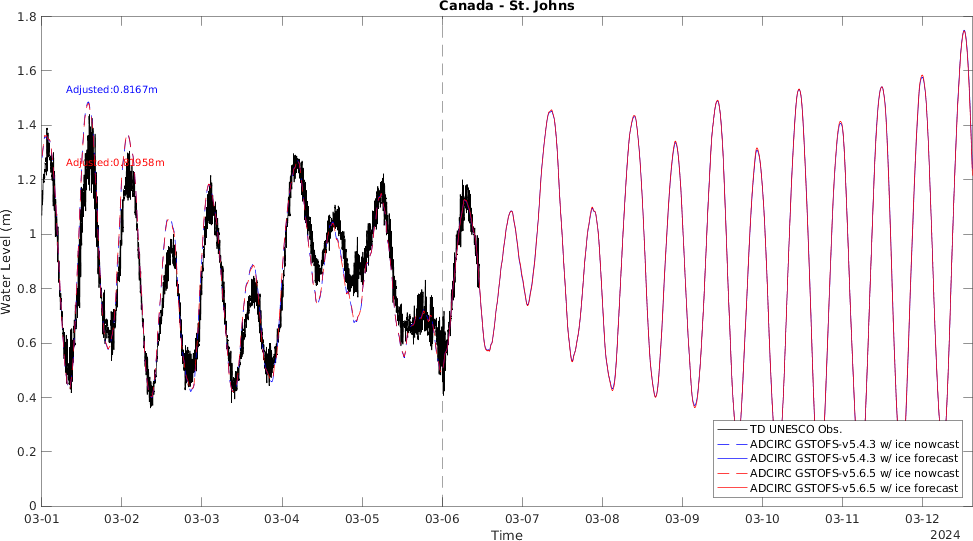 Canada - St. Johns
1.8
1.6
1.4
1.2
1
0.8
0.6
0.4
0.2
0
Water Level (m)
Adjusted:0.8167m
TD UNESCO Obs.
ADCIRC GSTOFS-v5.4.3 w/ ice nowcast
ADCIRC GSTOFS-v5.4.3 w/ ice forecast
ADCIRC GSTOFS-v5.6.5 w/ ice nowcast
ADCIRC GSTOFS-v5.6.5 w/ ice forecast
03-01 03-02 03-03 03-04 03-05 03-06 03-07 03-08 03-09 03-10 03-11 03-12
Time
2024